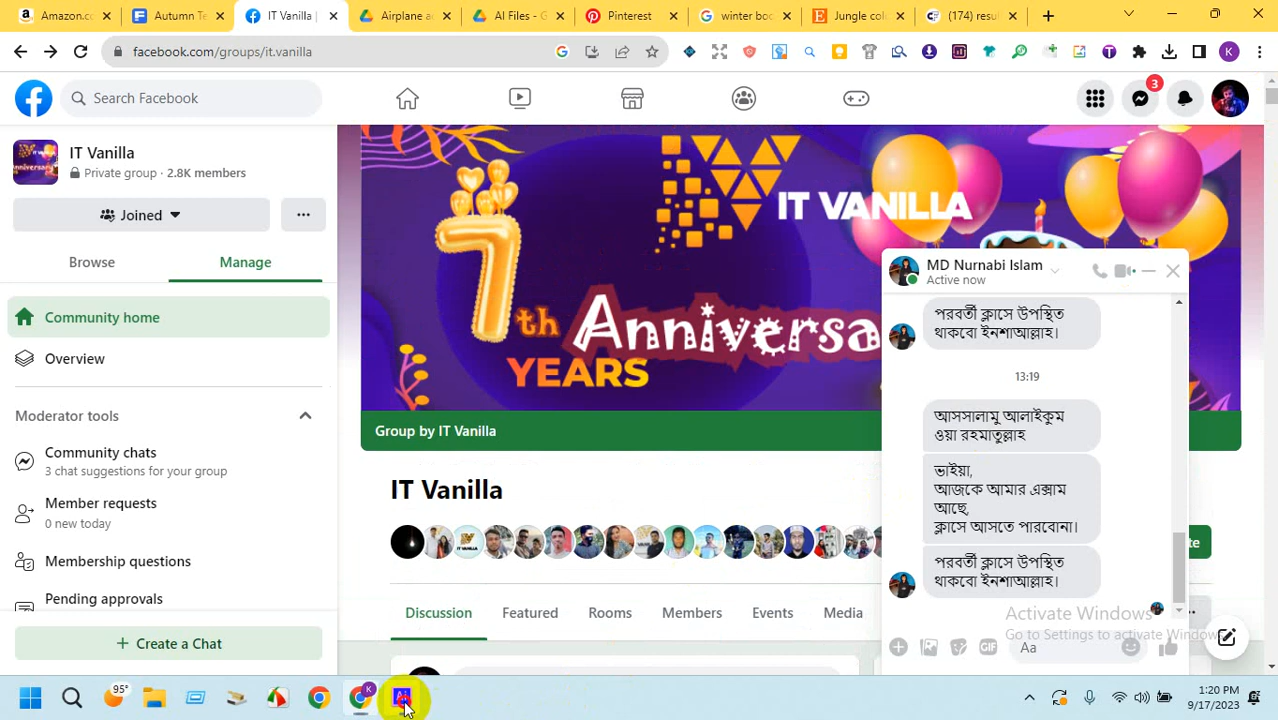 Amazon.co
Autumn Te
IT Vanilla |
Airplane a
AI Files - G
Pinterest
winter boo
Jungle colo
(174) resul
facebook.com/groups/it.vanilla
Search Facebook
3
IT Vanilla
Private group · 2.8K members
Joined
Browse
Manage
Community home
Overview
Moderator tools
Community chats
3 chat suggestions for your group
Member requests
0 new today
Membership questions
Pending approvals
+ Create a Chat
IT VANILLA
7th Anniversa
YEARS
Group by IT Vanilla
IT Vanilla
Discussion
Featured
Rooms
Members
Events
Media
MD Nurnabi Islam
Active now
পরবর্তী ক্লাসে উপস্থিত
থাকবো ইনশাআল্লাহ।
13:19
আসসালামু আলাইকুম
ওয়া রহমাতুল্লাহ
ভাইয়া,
আজকে আমার এক্সাম
আছে,
ক্লাসে আসতে পারবোনা।
পরবর্তী ক্লাসে উপস্থিত
থাকবো ইনশাআল্লাহ।
Activate Windows
Go to Settings to activate Window
GIF
Aa
95°
K
1:20 PM
9/17/2023